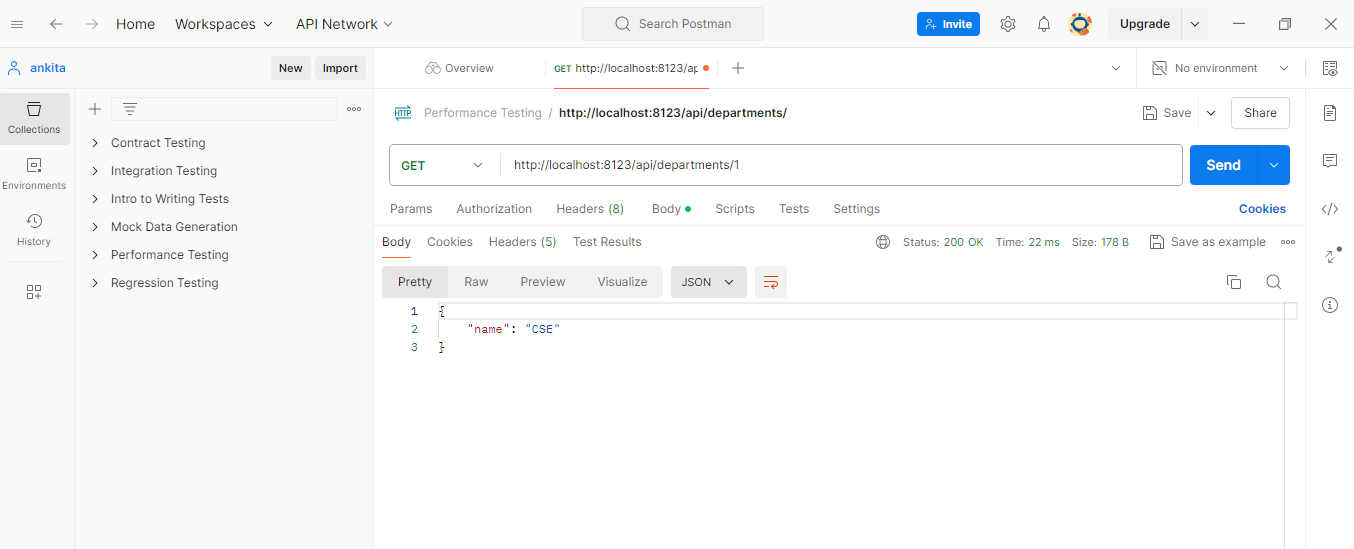 Home Workspaces API Network Search Postman Invite Upgrade
ankita New Import Overview GET http://localhost:8123/ap No environment
Collections
Environments
History
Contract Testing
Integration Testing
Intro to Writing Tests
Mock Data Generation
Performance Testing
Regression Testing
HTTP Performance Testing / http://localhost:8123/api/departments/ Save Share
GET http://localhost:8123/api/departments/1 Send
Params Authorization Headers (8) Body Scripts Tests Settings Cookies
Body Cookies Headers (5) Test Results Status: 200 OK Time: 22 ms Size: 178 B Save as example
Pretty Raw Preview Visualize JSON
1 {
2 "name": "CSE"
3 }